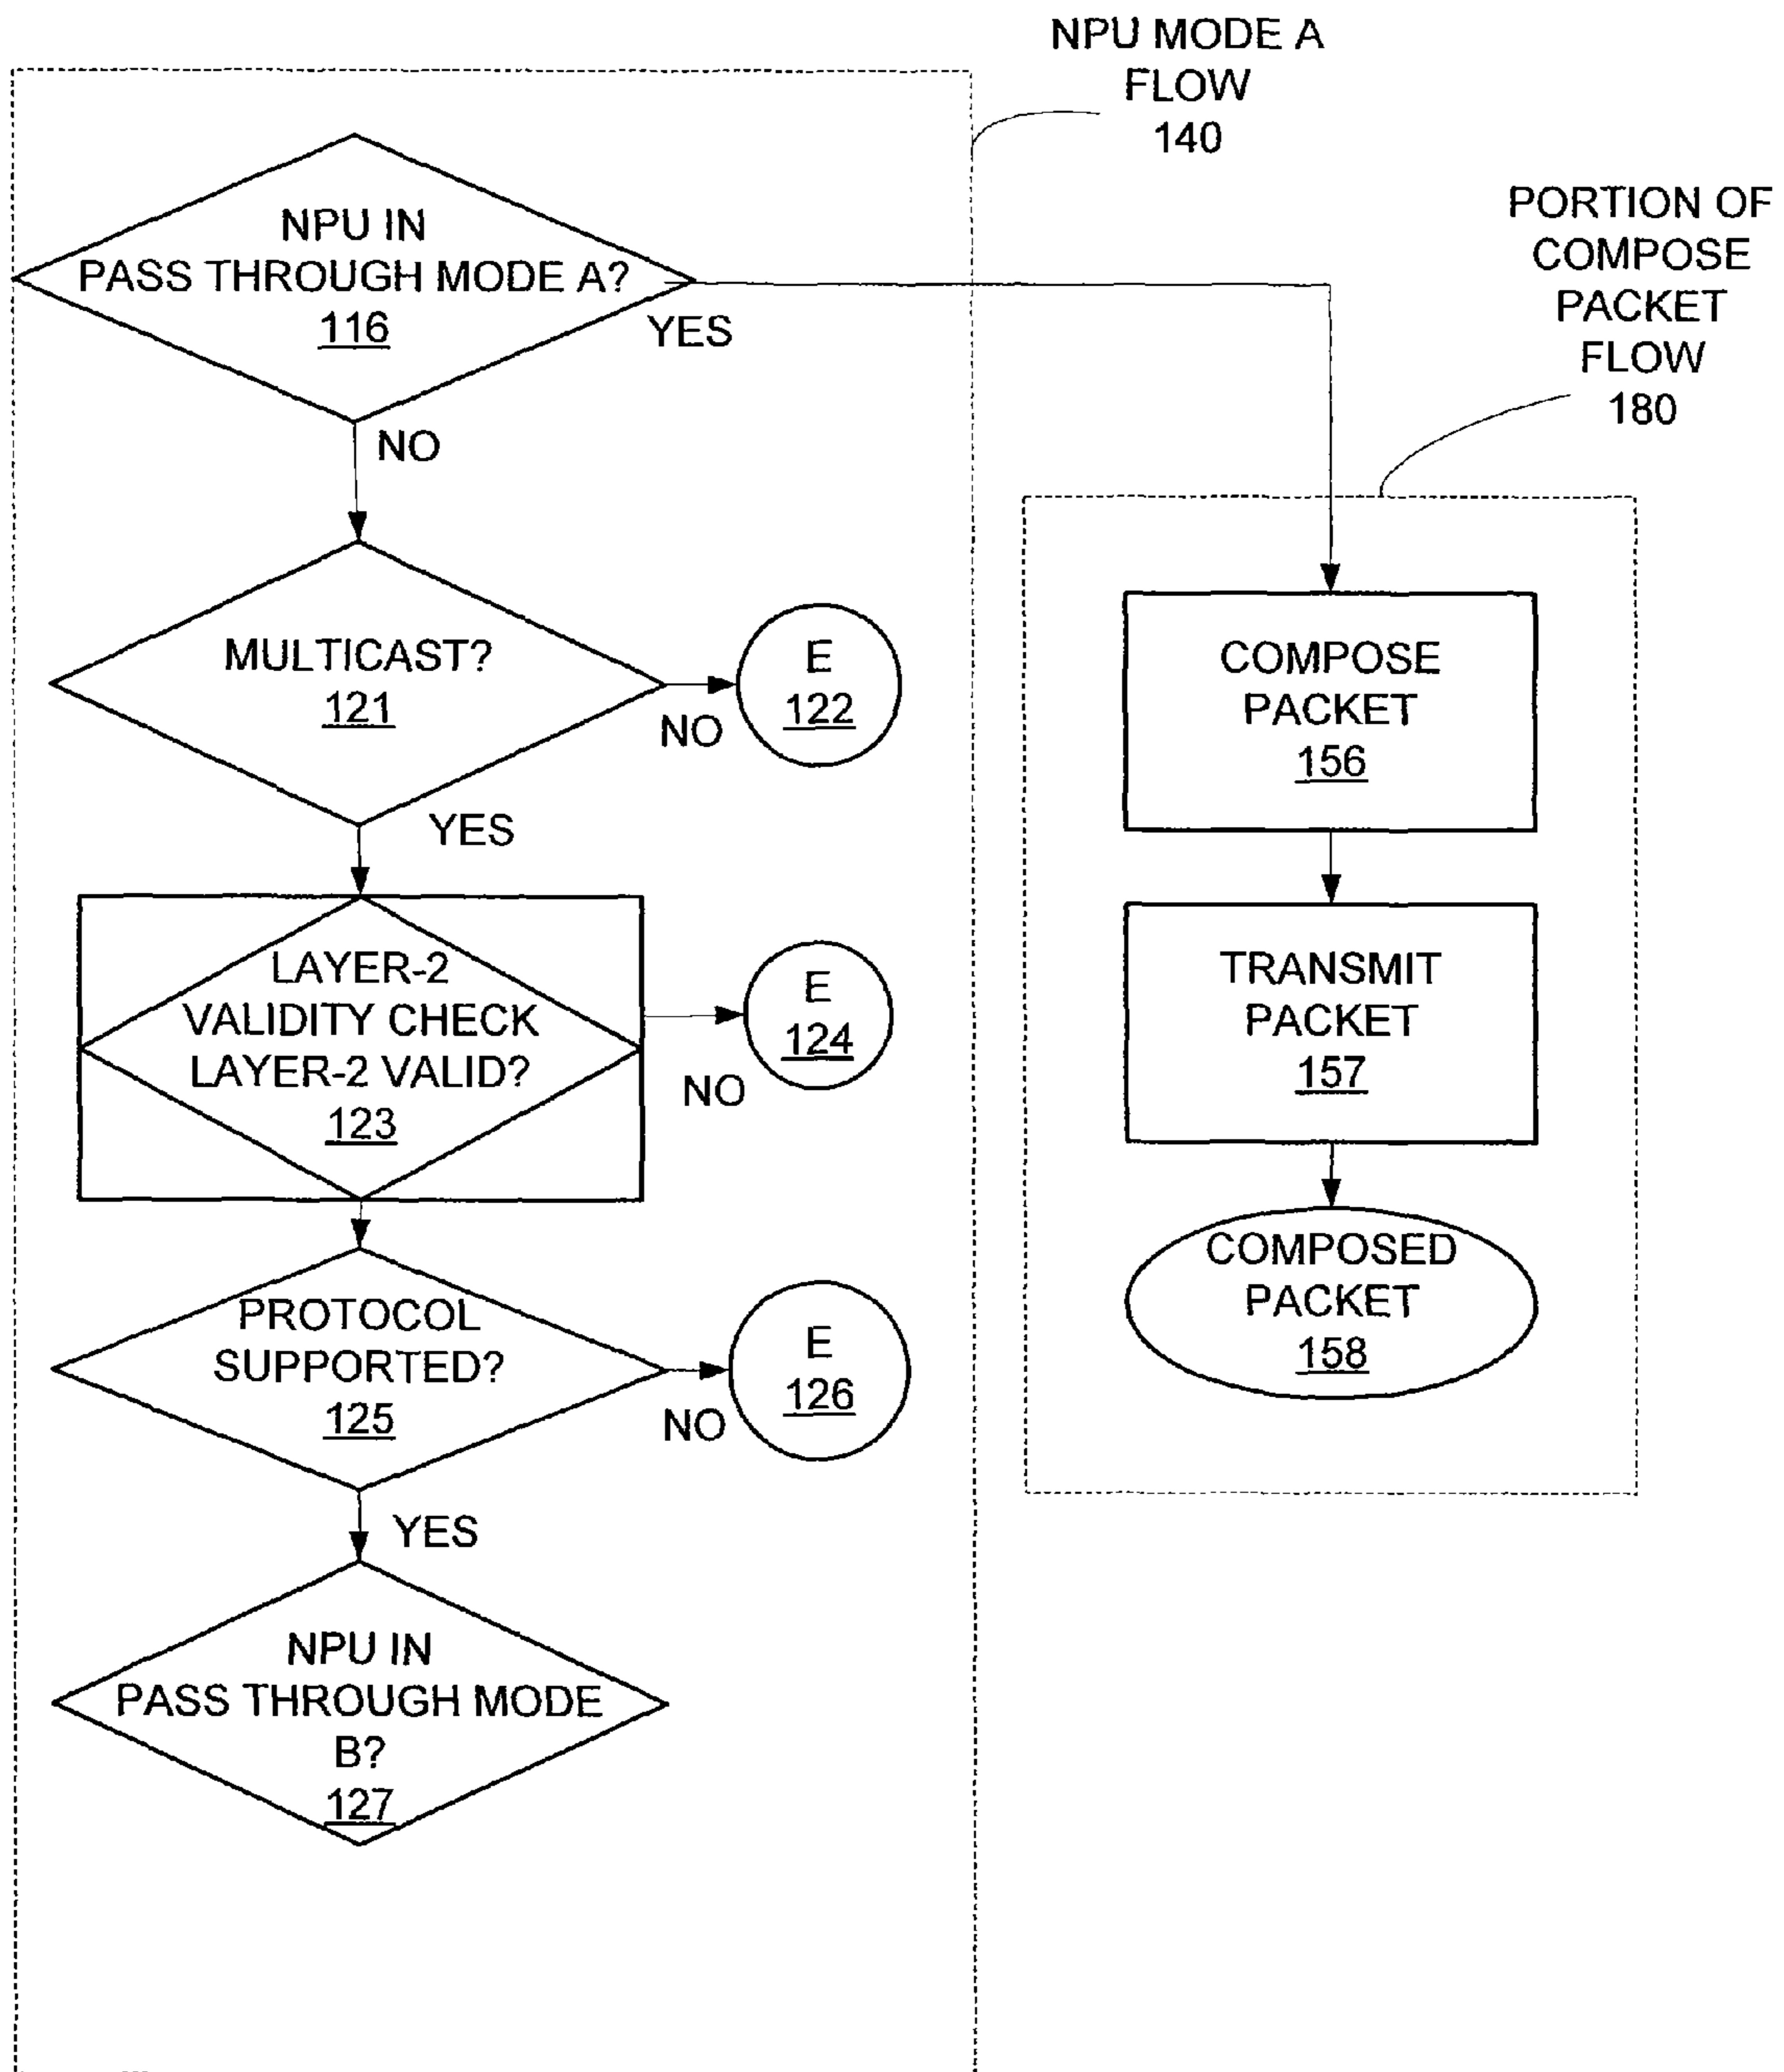 NPU MODE A
FLOW
140
PORTION OF
COMPOSE
PACKET
FLOW
180
NPU IN
PASS THROUGH MODE A?
116
YES
NO
MULTICAST?
121
NO
E
122
YES
LAYER-2
VALIDITY CHECK
LAYER-2 VALID?
123
NO
E
124
PROTOCOL
SUPPORTED?
125
NO
E
126
YES
NPU IN
PASS THROUGH MODE
B?
127
COMPOSE
PACKET
156
TRANSMIT
PACKET
157
COMPOSED
PACKET
158